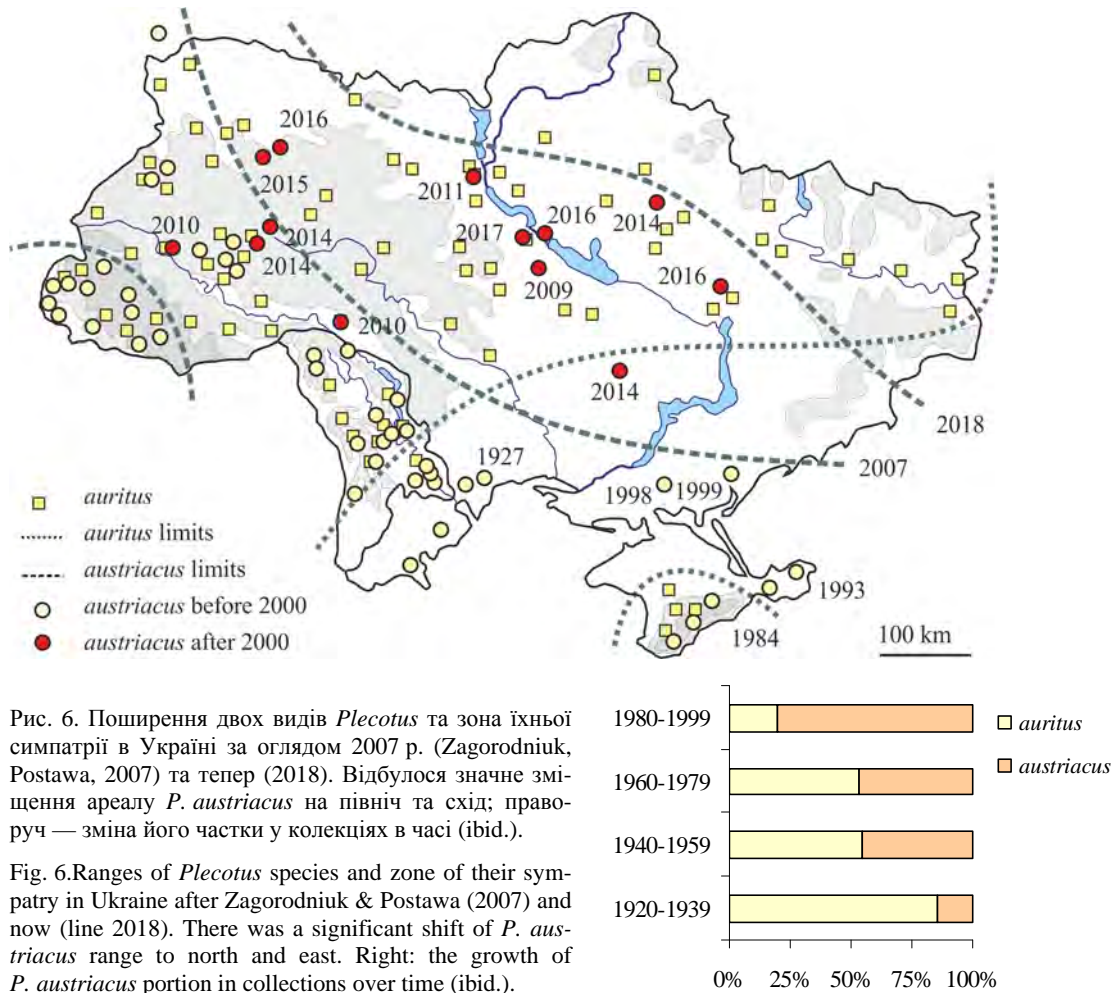 2016
2015
2011
2010
2014
2014
2017
2016
2014
2009
2016
2010
2014
2018
2007
1927
1998
1999
1993
1984
100 km
auritus
auritus limits
austriacus limits
austriacus before 2000
austriacus after 2000
Рис. 6. Поширення двох видів Plecotus та зона їхньої
симпатрії в Україні за оглядом 2007 р. (Zagorodniuk,
Postawa, 2007) та тепер (2018). Відбулося значне змі-
щення ареалу P. austriacus на північ та схід; право-
руч — зміна його частки у колекціях в часі (ibid.).
Fig. 6.Ranges of Plecotus species and zone of their sym-
patry in Ukraine after Zagorodniuk & Postawa (2007) and
now (line 2018). There was a significant shift of P. aus-
triacus range to north and east. Right: the growth of
P. austriacus portion in collections over time (ibid.).
1980-1999
1960-1979
1940-1959
1920-1939
0% 25% 50% 75% 100%
auritus
austriacus